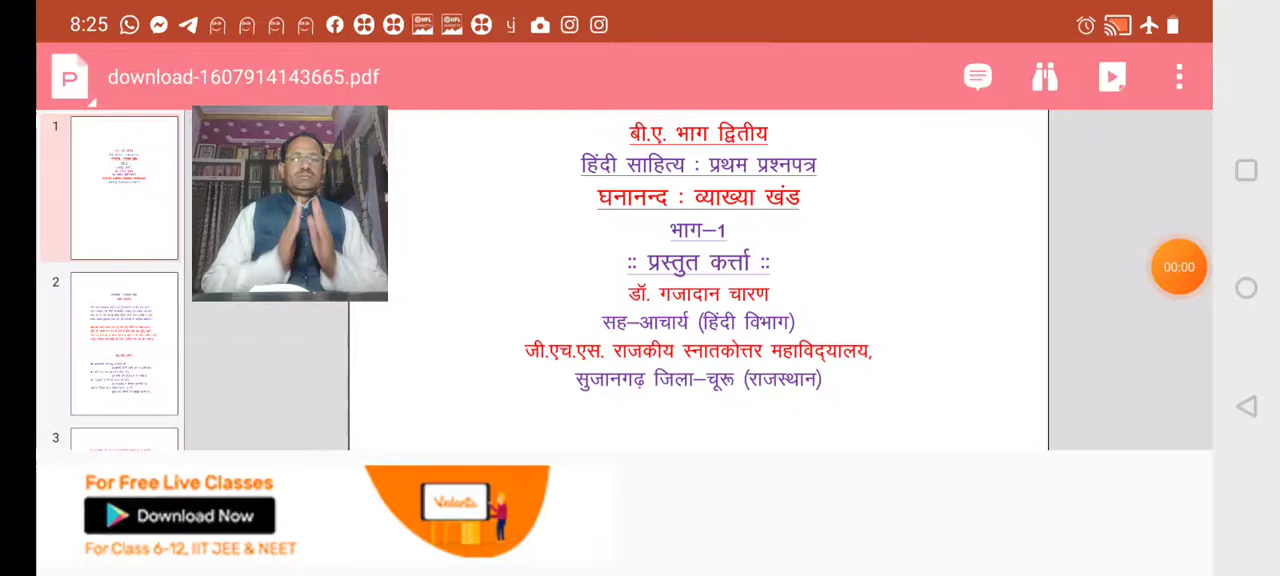 8:25
download-1607914143665.pdf
1
बी.ए. भाग द्वितीय
हिंदी साहित्य : प्रथम प्रश्नपत्र
घनानन्द : व्याख्या खंड
भाग–1
:: प्रस्तुत कर्त्ता ::
डॉ. गजादान चारण
सह–आचार्य (हिंदी विभाग)
जी.एच.एस. राजकीय स्नातकोत्तर महाविद्यालय,
सुजानगढ़ जिला–चूरू (राजस्थान)
00:00
2
3
For Free Live Classes
Download Now
For Class 6-12, IIT JEE & NEET
Vedantu